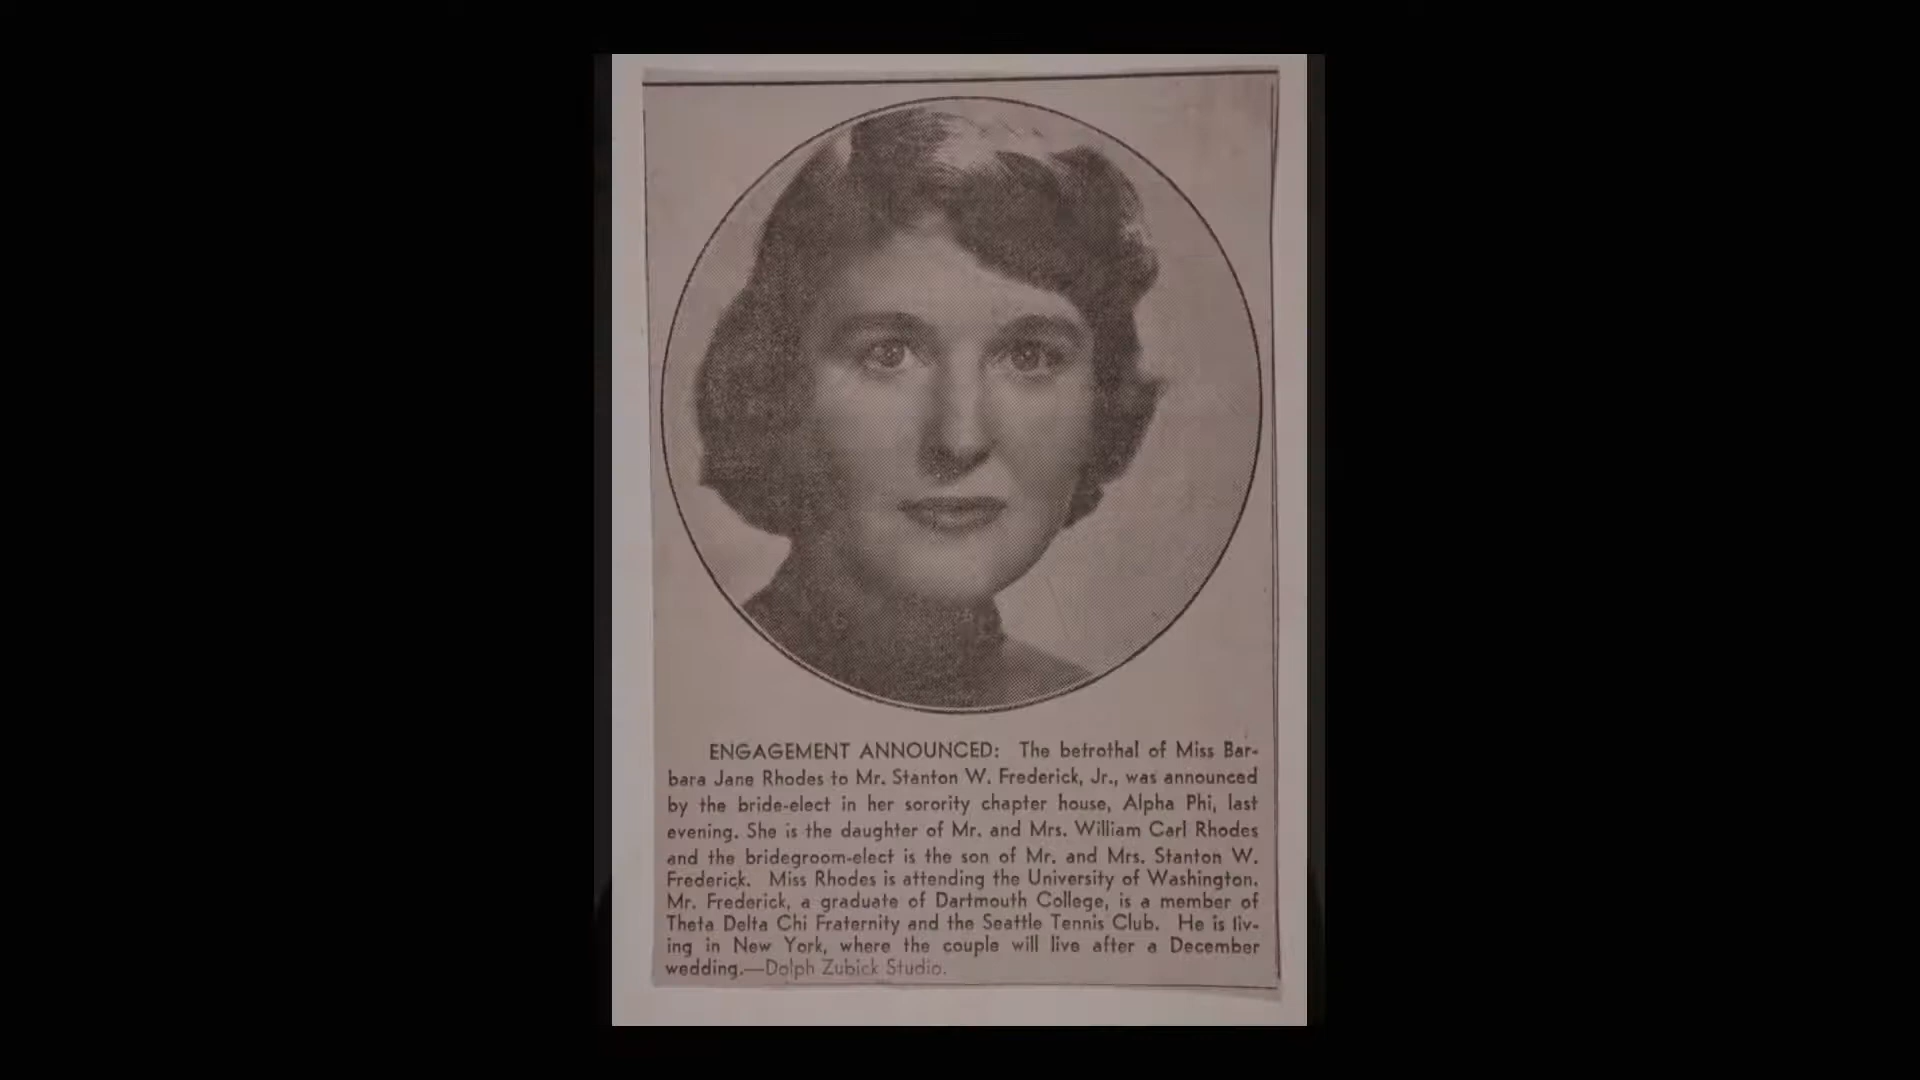 ENGAGEMENT ANNOUNCED: The betrothal of Miss Bar-
bara Jane Rhodes to Mr. Stanton W. Frederick, Jr., was announced
by the bride-elect in her sorority chapter house, Alpha Phi, last
evening. She is the daughter of Mr. and Mrs. William Carl Rhodes
and the bridegroom-elect is the son of Mr. and Mrs. Stanton W.
Frederick. Miss Rhodes is attending the University of Washington.
Mr. Frederick, a graduate of Dartmouth College, is a member of
Theta Delta Chi Fraternity and the Seattle Tennis Club. He is liv-
ing in New York, where the couple will live after a December
wedding.—Dolph Zubick Studio.